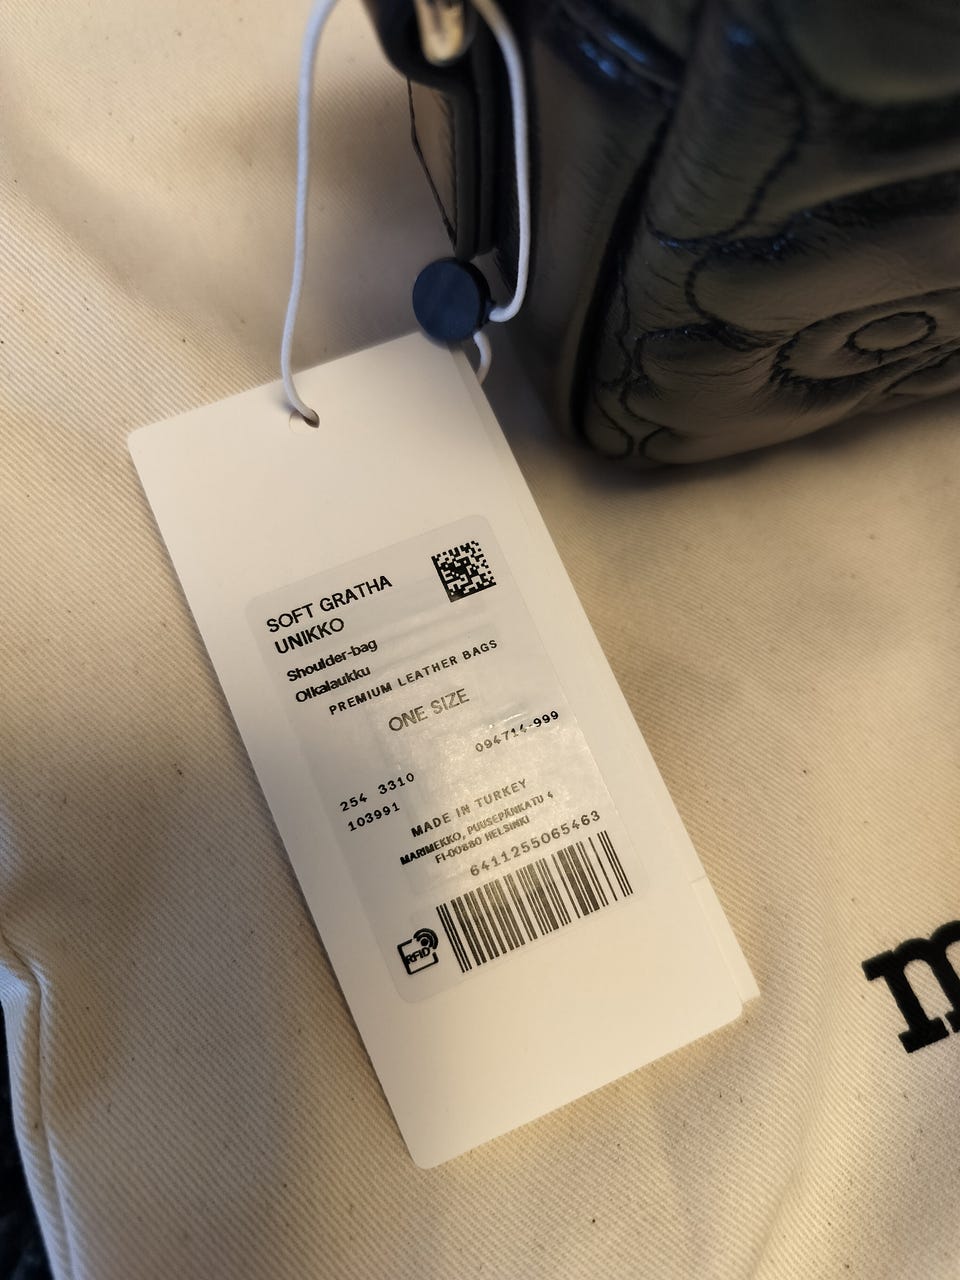 SOFT GRATHA
UNIKKO
Shoulder-bag
Olkalaukku
PREMIUM LEATHER BAGS
ONE SIZE
094714-999
254 3310
103991
MADE IN TURKEY
MARIMEKKO, PUUSEPÄNKATU 4
FI-00880 HELSINKI
6411255065463
RFID
m